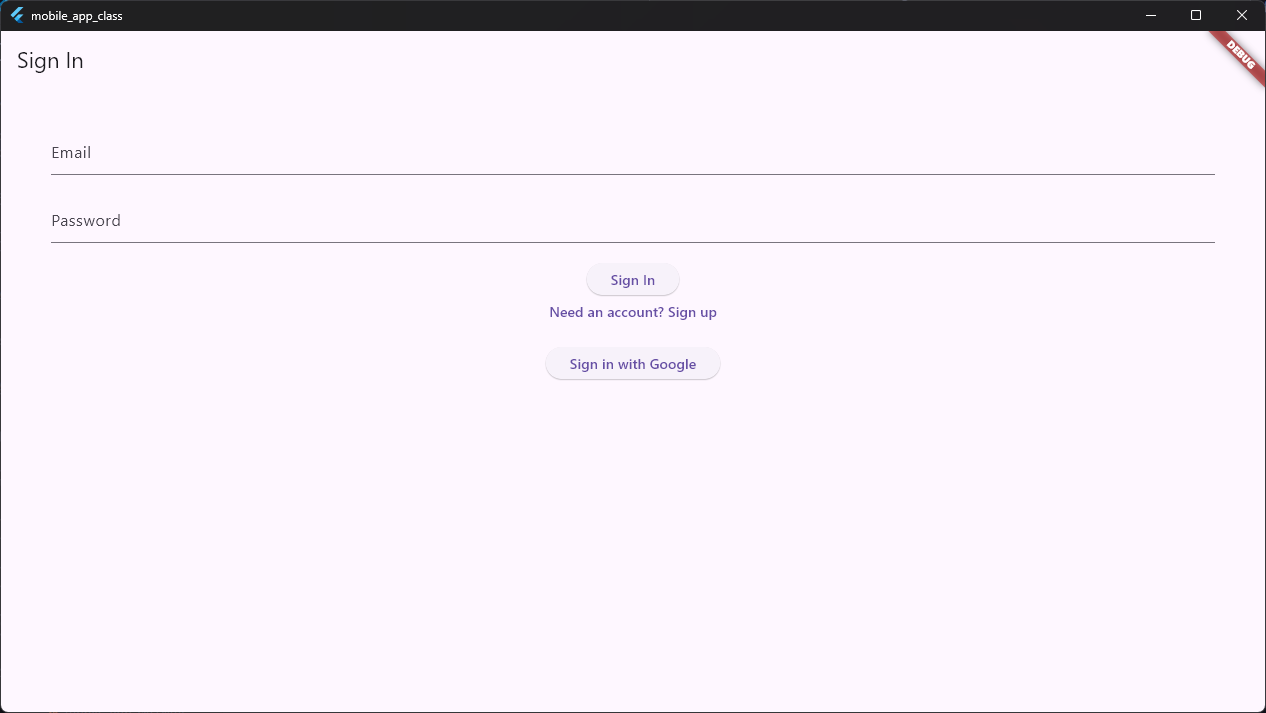 mobile_app_class
Sign In
DEBUG
Email
Password
Sign In
Need an account? Sign up
Sign in with Google